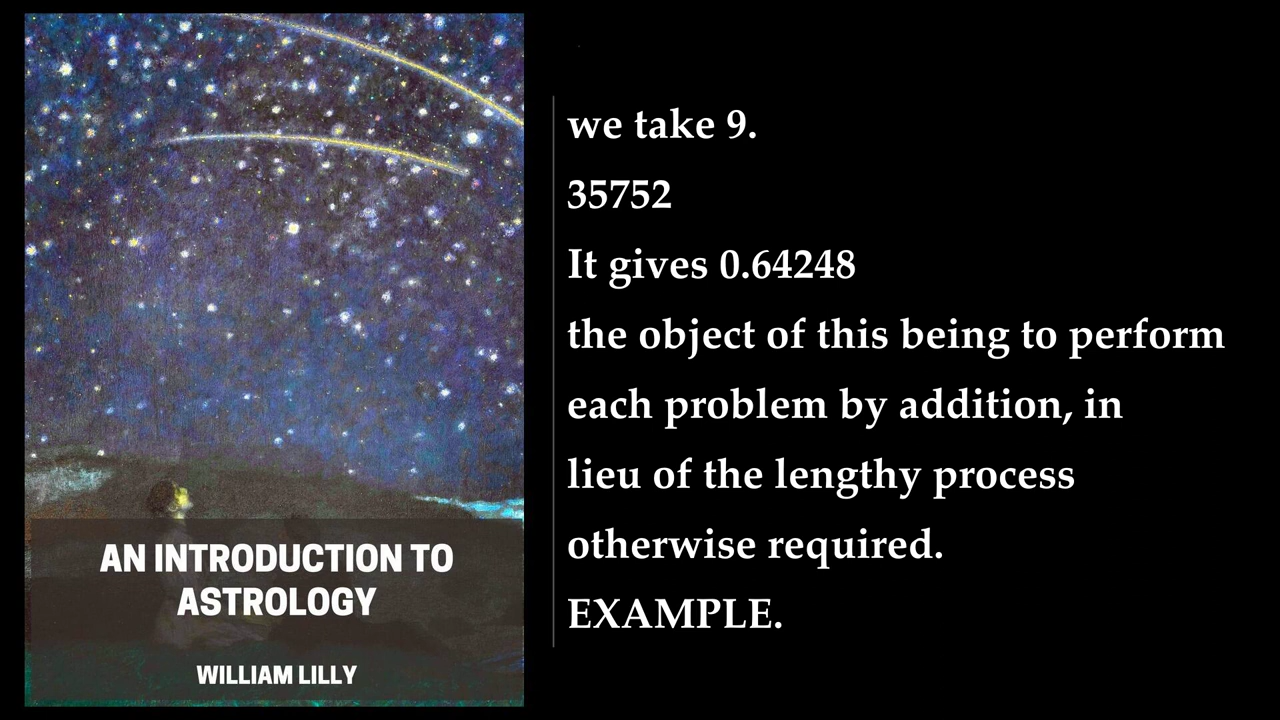 AN INTRODUCTION TO
ASTROLOGY
WILLIAM LILLY
we take 9.
35752
It gives 0.64248
the object of this being to perform
each problem by addition, in
lieu of the lengthy process
otherwise required.
EXAMPLE.